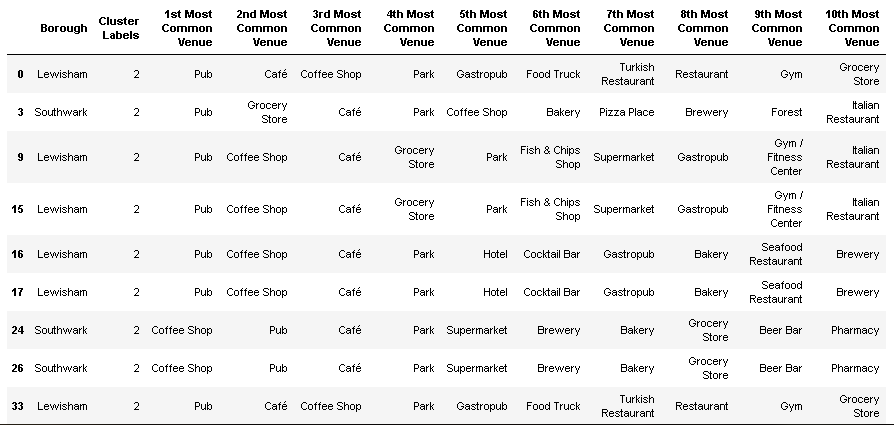 Borough Cluster Labels 1st Most Common Venue 2nd Most Common Venue 3rd Most Common Venue 4th Most Common Venue 5th Most Common Venue 6th Most Common Venue 7th Most Common Venue 8th Most Common Venue 9th Most Common Venue 10th Most Common Venue
0 Lewisham 2 Pub Café Coffee Shop Park Gastropub Food Truck Turkish Restaurant Restaurant Gym Grocery Store
3 Southwark 2 Pub Grocery Store Café Park Coffee Shop Bakery Pizza Place Brewery Forest Italian Restaurant
9 Lewisham 2 Pub Coffee Shop Café Grocery Store Park Fish & Chips Shop Supermarket Gastropub Gym / Fitness Center Italian Restaurant
15 Lewisham 2 Pub Coffee Shop Café Grocery Store Park Fish & Chips Shop Supermarket Gastropub Gym / Fitness Center Italian Restaurant
16 Lewisham 2 Pub Coffee Shop Café Park Hotel Cocktail Bar Gastropub Bakery Seafood Restaurant Brewery
17 Lewisham 2 Pub Coffee Shop Café Park Hotel Cocktail Bar Gastropub Bakery Seafood Restaurant Brewery
24 Southwark 2 Coffee Shop Pub Café Park Supermarket Brewery Bakery Grocery Store Beer Bar Pharmacy
26 Southwark 2 Coffee Shop Pub Café Park Supermarket Brewery Bakery Grocery Store Beer Bar Pharmacy
33 Lewisham 2 Pub Café Coffee Shop Park Gastropub Food Truck Turkish Restaurant Restaurant Gym Grocery Store